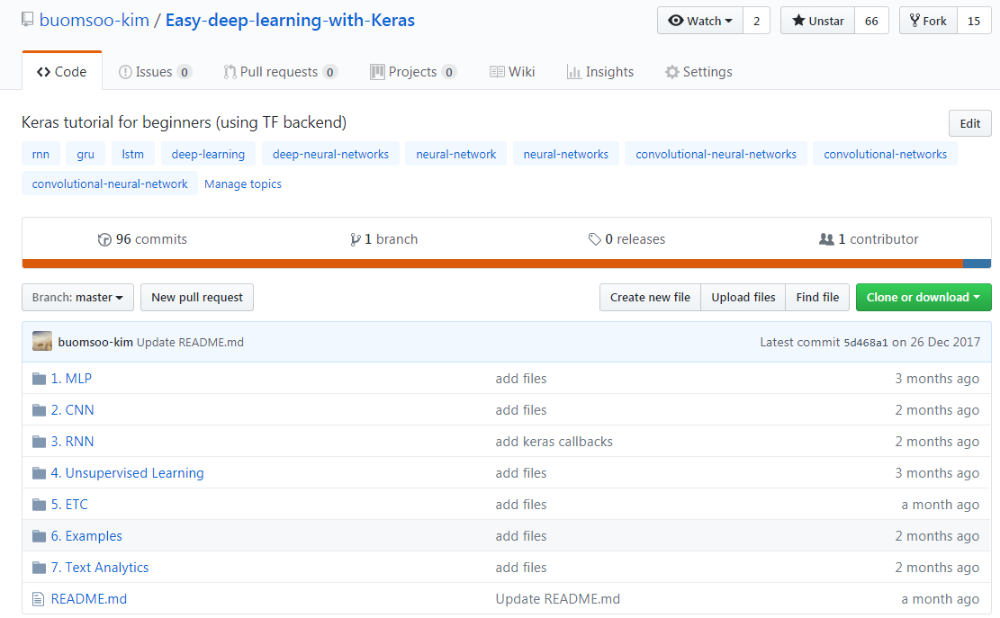 buomsoo-kim / Easy-deep-learning-with-Keras Watch 2 Unstar 66 Fork 15
Code Issues 0 Pull requests 0 Projects 0 Wiki Insights Settings
Keras tutorial for beginners (using TF backend) Edit
rnn gru lstm deep-learning deep-neural-networks neural-network neural-networks convolutional-neural-networks convolutional-networks
convolutional-neural-network Manage topics
96 commits 1 branch 0 releases 1 contributor
Branch: master New pull request Create new file Upload files Find file Clone or download
buomsoo-kim Update README.md Latest commit 5d468a1 on 26 Dec 2017
1. MLP add files 3 months ago
2. CNN add files 2 months ago
3. RNN add keras callbacks 2 months ago
4. Unsupervised Learning add files 3 months ago
5. ETC add files a month ago
6. Examples add files 2 months ago
7. Text Analytics add files 2 months ago
README.md Update README.md a month ago